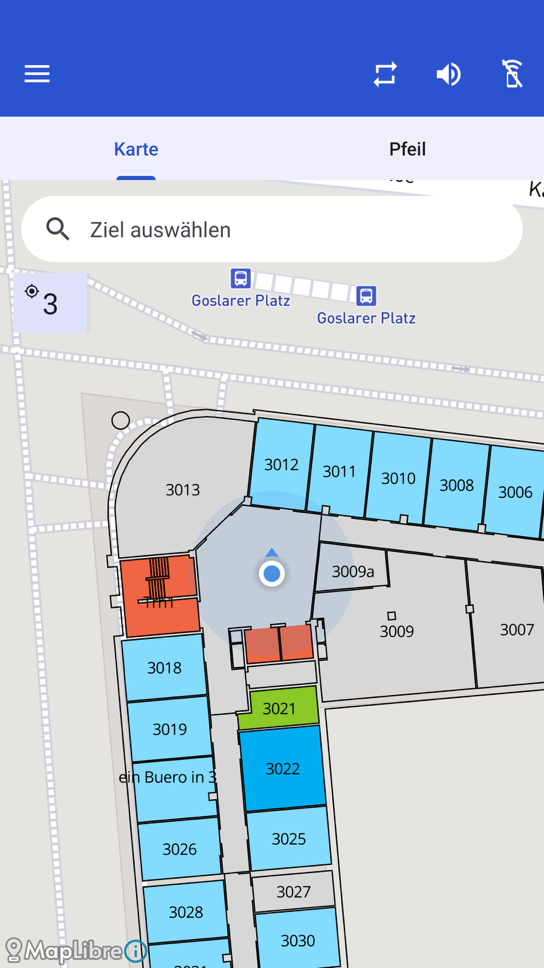 Karte
Pfeil
Ziel auswählen
3
Goslarer Platz
Goslarer Platz
3012
3011
3010
3008
3006
3013
3009a
3009
3007
3018
3021
3019
3022
ein Buero in 3
3025
3026
3027
3028
3030
MapLibre